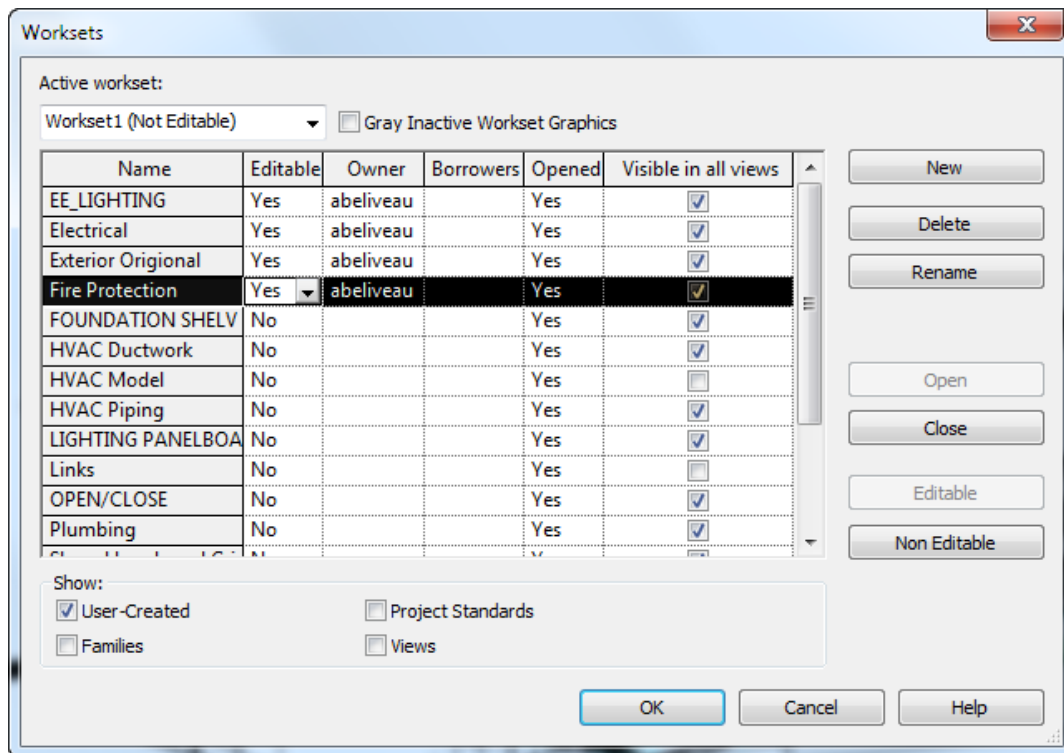 Worksets
Active workset:
Workset1 (Not Editable) Gray Inactive Workset Graphics
Name Editable Owner Borrowers Opened Visible in all views
EE_LIGHTING Yes abeliveau Yes
Electrical Yes abeliveau Yes
Exterior Origional Yes abeliveau Yes
Fire Protection Yes abeliveau Yes
FOUNDATION SHELV No Yes
HVAC Ductwork No Yes
HVAC Model No Yes
HVAC Piping No Yes
LIGHTING PANELBOA No Yes
Links No Yes
OPEN/CLOSE No Yes
Plumbing No Yes
New
Delete
Rename
Open
Close
Editable
Non Editable
Show:
User-Created Project Standards
Families Views
OK Cancel Help